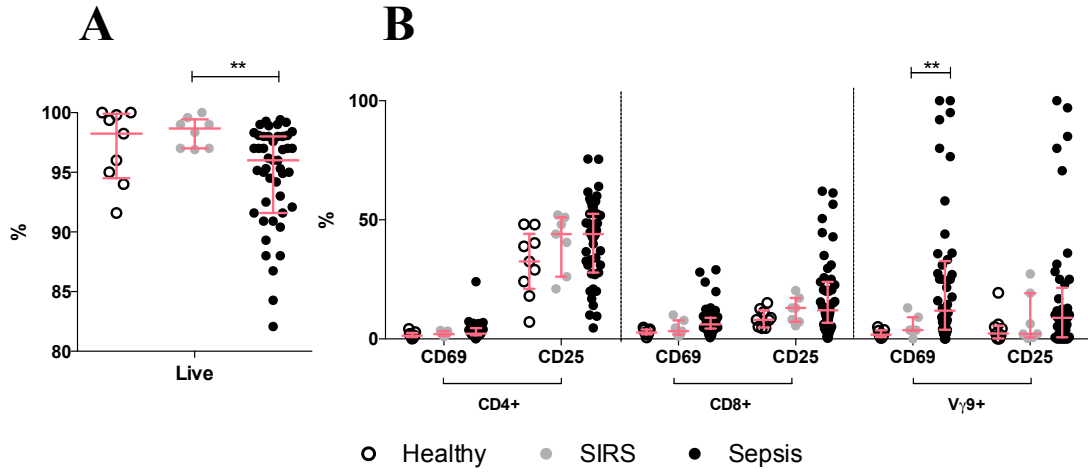 A
B
**
**
100
95
90
85
80
%
Live
100
50
0
%
CD69 CD25 CD69 CD25 CD69 CD25
CD4+ CD8+ Vγ9+
Healthy SIRS Sepsis